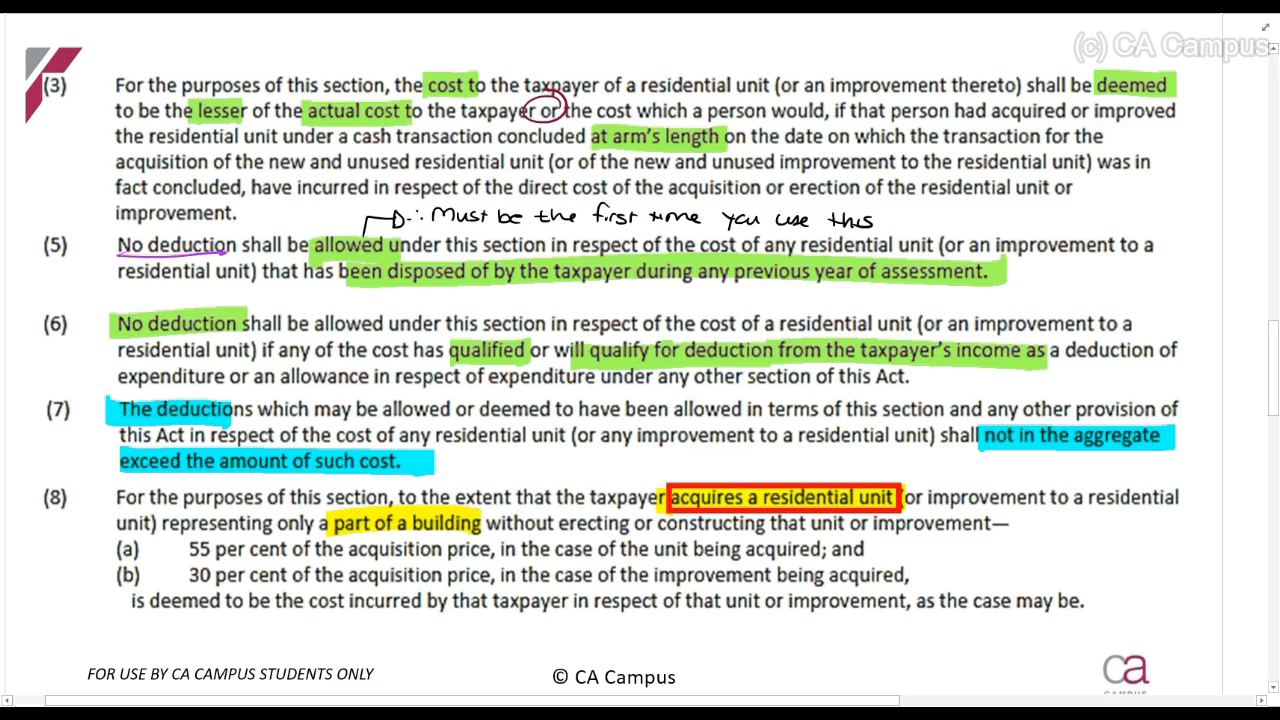 (c) CA Campus
(3) For the purposes of this section, the cost to the taxpayer of a residential unit (or an improvement thereto) shall be deemed
to be the lesser of the actual cost to the taxpayer or the cost which a person would, if that person had acquired or improved
the residential unit under a cash transaction concluded at arm's length on the date on which the transaction for the
acquisition of the new and unused residential unit (or of the new and unused improvement to the residential unit) was in
fact concluded, have incurred in respect of the direct cost of the acquisition or erection of the residential unit or
improvement.
∴ Must be the first time you use this
(5) No deduction shall be allowed under this section in respect of the cost of any residential unit (or an improvement to a
residential unit) that has been disposed of by the taxpayer during any previous year of assessment.
(6) No deduction shall be allowed under this section in respect of the cost of a residential unit (or an improvement to a
residential unit) if any of the cost has qualified or will qualify for deduction from the taxpayer's income as a deduction of
expenditure or an allowance in respect of expenditure under any other section of this Act.
(7) The deductions which may be allowed or deemed to have been allowed in terms of this section and any other provision of
this Act in respect of the cost of any residential unit (or any improvement to a residential unit) shall not in the aggregate
exceed the amount of such cost.
(8) For the purposes of this section, to the extent that the taxpayer acquires a residential unit (or improvement to a residential
unit) representing only a part of a building without erecting or constructing that unit or improvement—
(a) 55 per cent of the acquisition price, in the case of the unit being acquired; and
(b) 30 per cent of the acquisition price, in the case of the improvement being acquired,
is deemed to be the cost incurred by that taxpayer in respect of that unit or improvement, as the case may be.
FOR USE BY CA CAMPUS STUDENTS ONLY
© CA Campus
ca
CAMPUS